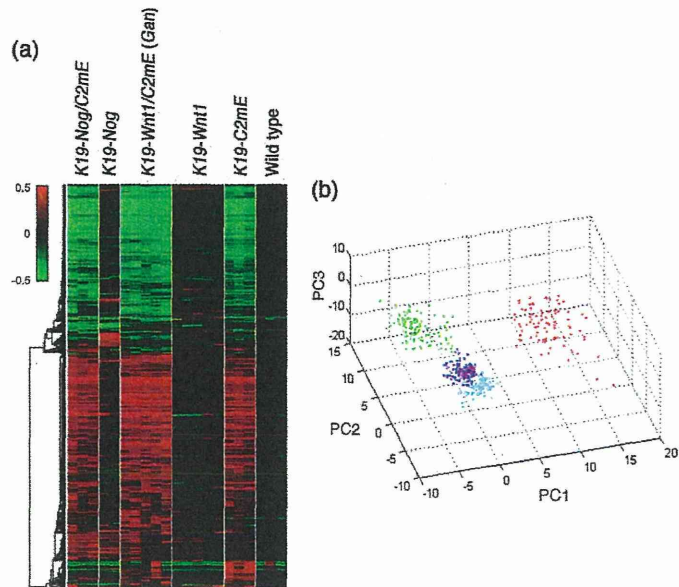 (a)
K19-Nog/C2mE
K19-Nog
K19-Wnt1/C2mE (Gan)
K19-Wnt1
K19-C2mE
Wild type
0.5
0
-0.5
(b)
PC3
10
0
-10
-20
15
10
5
0
-5
-10
PC2
-10
-5
0
5
10
15
20
PC1